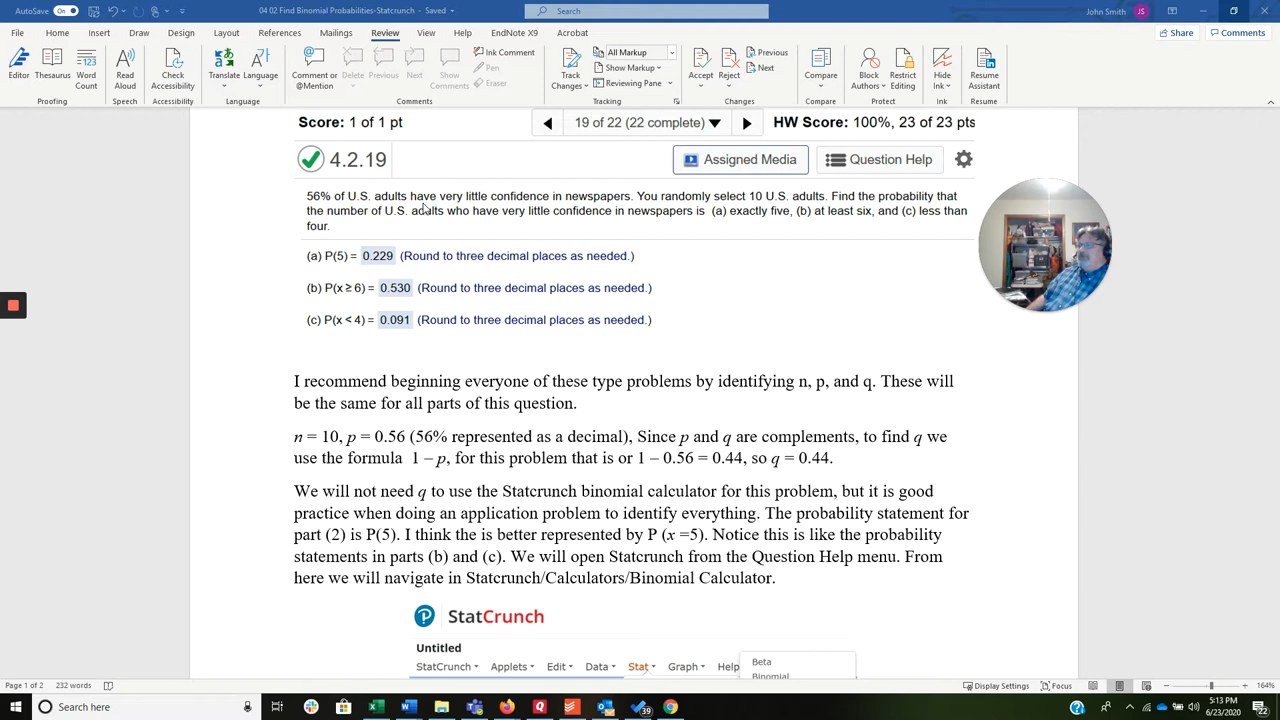 AutoSave On 04 02 Find Binomial Probabilities-Statcrunch - Saved Search Jonah Smith JS
File Home Insert Draw Design Layout References Mailings Review View Help EndNote X9 Acrobat Share Comments
Editor Thesaurus Word Count Read Aloud Check Accessibility Translate Language Comment or @Mention Delete Previous Next Show Comments Ink Comment Pen Eraser Track Changes All Markup Show Markup Reviewing Pane Accept Reject Previous Next Compare Block Authors Restrict Editing Hide Ink Resume Assistant
Proofing Speech Accessibility Language Comments Tracking Changes Compare Protect Ink Resume
Score: 1 of 1 pt 19 of 22 (22 complete) HW Score: 100%, 23 of 23 pts
4.2.19 Assigned Media Question Help
56% of U.S. adults have very little confidence in newspapers. You randomly select 10 U.S. adults. Find the probability that
the number of U.S. adults who have very little confidence in newspapers is (a) exactly five, (b) at least six, and (c) less than
four.
(a) P(5) = 0.229 (Round to three decimal places as needed.)
(b) P(x ≥ 6) = 0.530 (Round to three decimal places as needed.)
(c) P(x < 4) = 0.091 (Round to three decimal places as needed.)
I recommend beginning everyone of these type problems by identifying n, p, and q. These will
be the same for all parts of this question.
n = 10, p = 0.56 (56% represented as a decimal), Since p and q are complements, to find q we
use the formula 1 – p, for this problem that is or 1 – 0.56 = 0.44, so q = 0.44.
We will not need q to use the Statcrunch binomial calculator for this problem, but it is good
practice when doing an application problem to identify everything. The probability statement for
part (2) is P(5). I think the is better represented by P (x =5). Notice this is like the probability
statements in parts (b) and (c). We will open Statcrunch from the Question Help menu. From
here we will navigate in Statcrunch/Calculators/Binomial Calculator.
StatCrunch
Untitled
StatCrunch Applets Edit Data Stat Graph Help Beta
Binomial
Page 1 of 2 232 words Display Settings Focus 164%
Search here 39 5:13 PM
6/23/2020